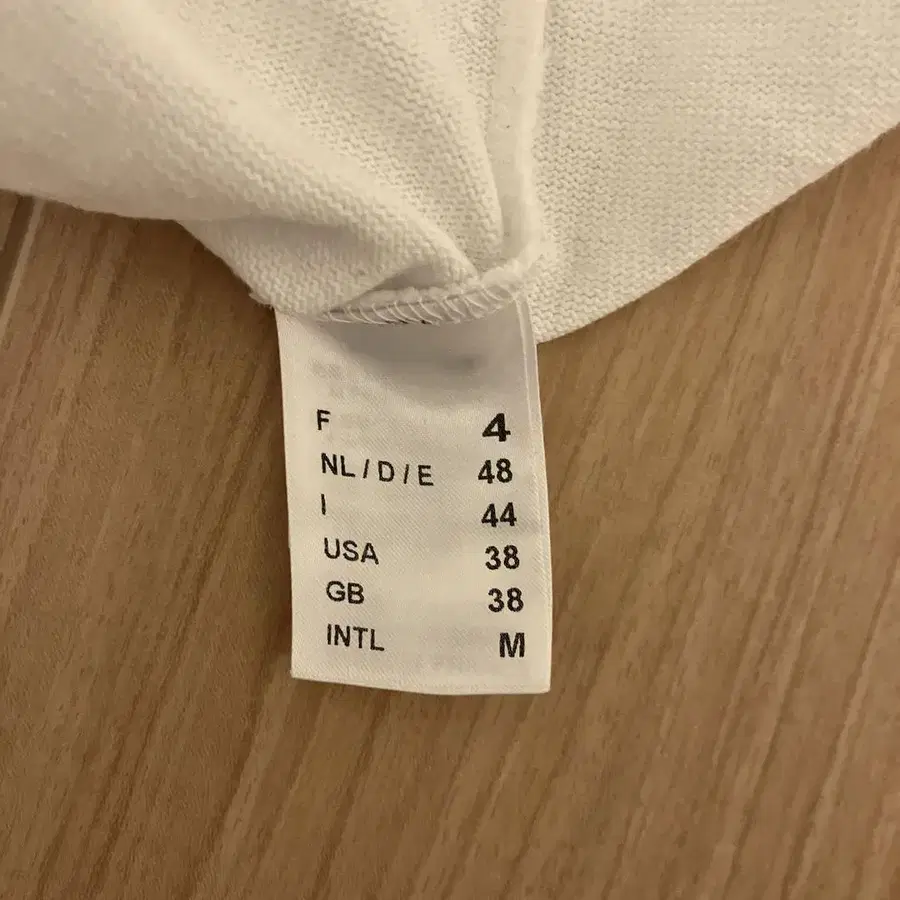 F 4
NL / D / E 48
I 44
USA 38
GB 38
INTL M